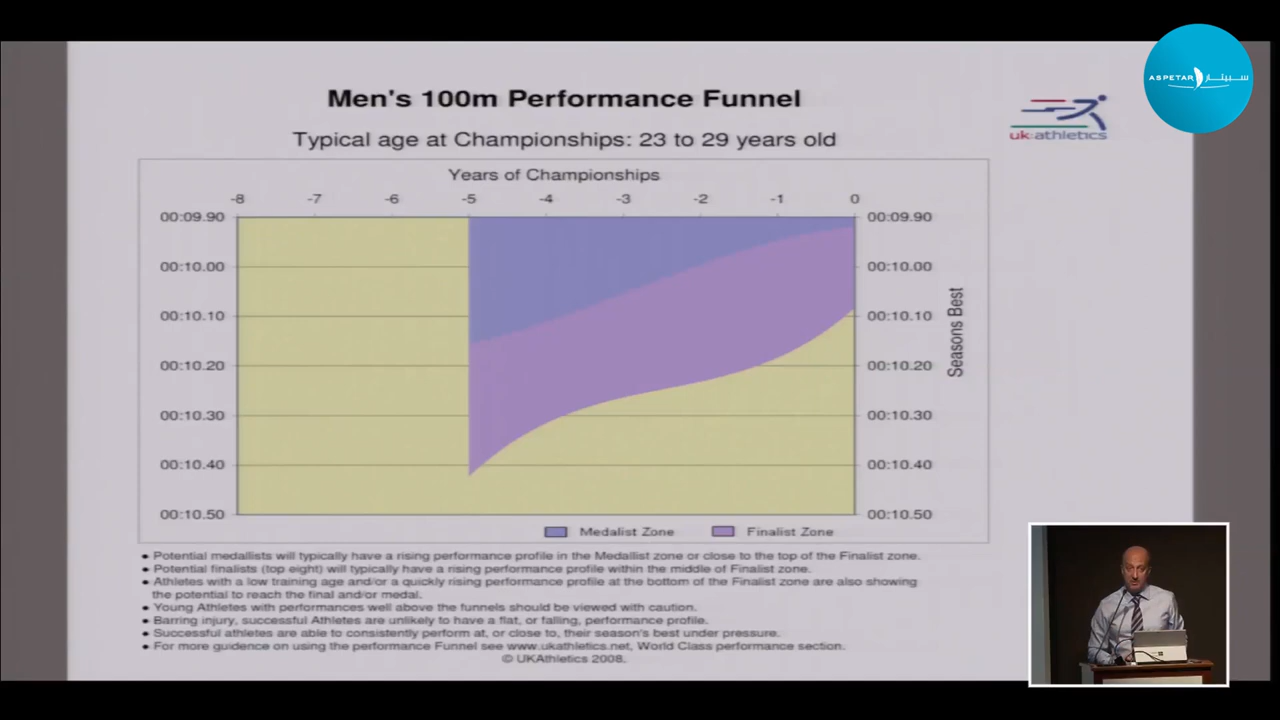 Men's 100m Performance Funnel
Typical age at Championships: 23 to 29 years old
uk:athletics
ASPETAR سبيتار
Years of Championships
-8 -7 -6 -5 -4 -3 -2 -1 0
00:09.90 00:09.90
00:10.00 00:10.00
00:10.10 00:10.10
00:10.20 00:10.20
00:10.30 00:10.30
00:10.40 00:10.40
00:10.50 00:10.50
Seasons Best
Medalist Zone Finalist Zone
• Potential medallists will typically have a rising performance profile in the Medallist zone or close to the top of the Finalist zone.
• Potential finalists (top eight) will typically have a rising performance profile within the middle of Finalist zone.
• Athletes with a low training age and/or a quickly rising performance profile at the bottom of the Finalist zone are also showing
the potential to reach the final and/or medal.
• Young Athletes with performances well above the funnels should be viewed with caution.
• Barring injury, successful Athletes are unlikely to have a flat, or falling, performance profile.
• Successful athletes are able to consistently perform at, or close to, their season's best under pressure.
• For more guidance on using the performance Funnel see www.ukathletics.net, World Class performance section.
© UKAthletics 2008.